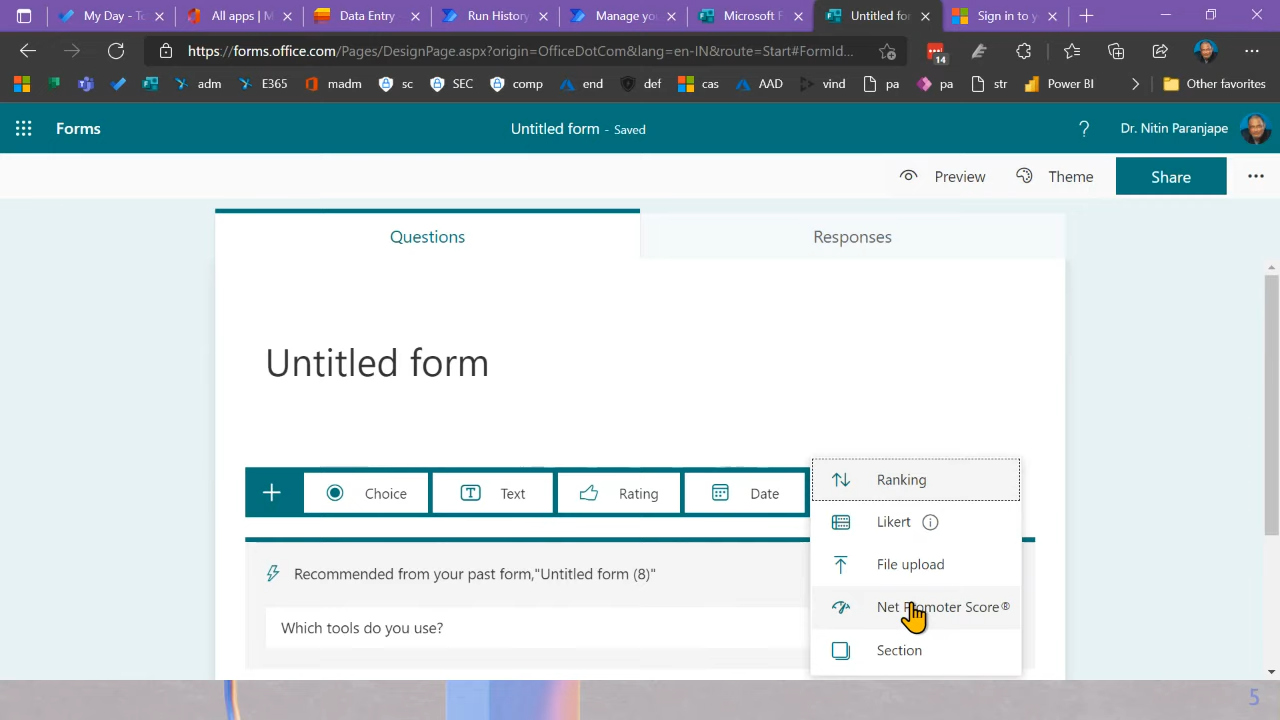 My Day - To
All apps | M
Data Entry
Run History
Manage you
Microsoft F
Untitled for
Sign in to y
https://forms.office.com/Pages/DesignPage.aspx?origin=OfficeDotCom&lang=en-IN&route=Start#FormId...
14
adm
E365
madm
sc
SEC
comp
end
def
cas
AAD
vind
pa
pa
str
Power BI
Other favorites
Forms
Untitled form - Saved
?
Dr. Nitin Paranjape
Preview
Theme
Share
Questions
Responses
Untitled form
Choice
Text
Rating
Date
Ranking
Likert
File upload
Net Promoter Score®
Section
Recommended from your past form,"Untitled form (8)"
Which tools do you use?
5